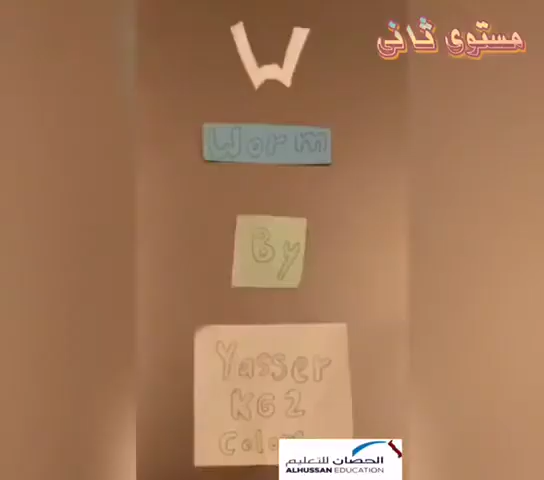 مستوى ثاني
W
Worm
By
Yasser
KG2
الحصان للتعليم
ALHUSSAN EDUCATION